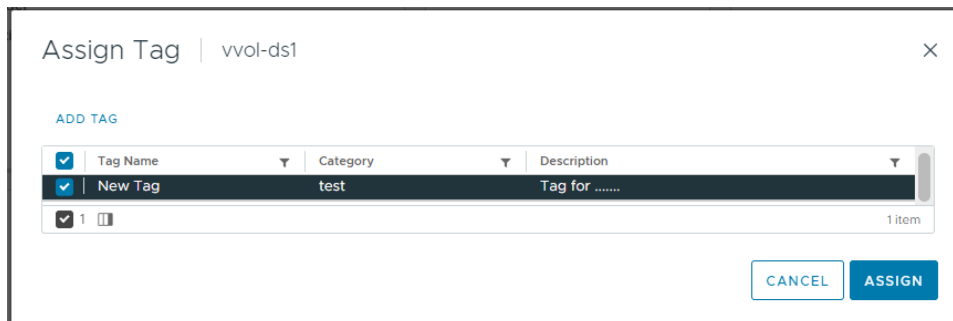 Assign Tag vvol-ds1
ADD TAG
Tag Name Category Description
New Tag test Tag for .......
1 1 item
CANCEL ASSIGN